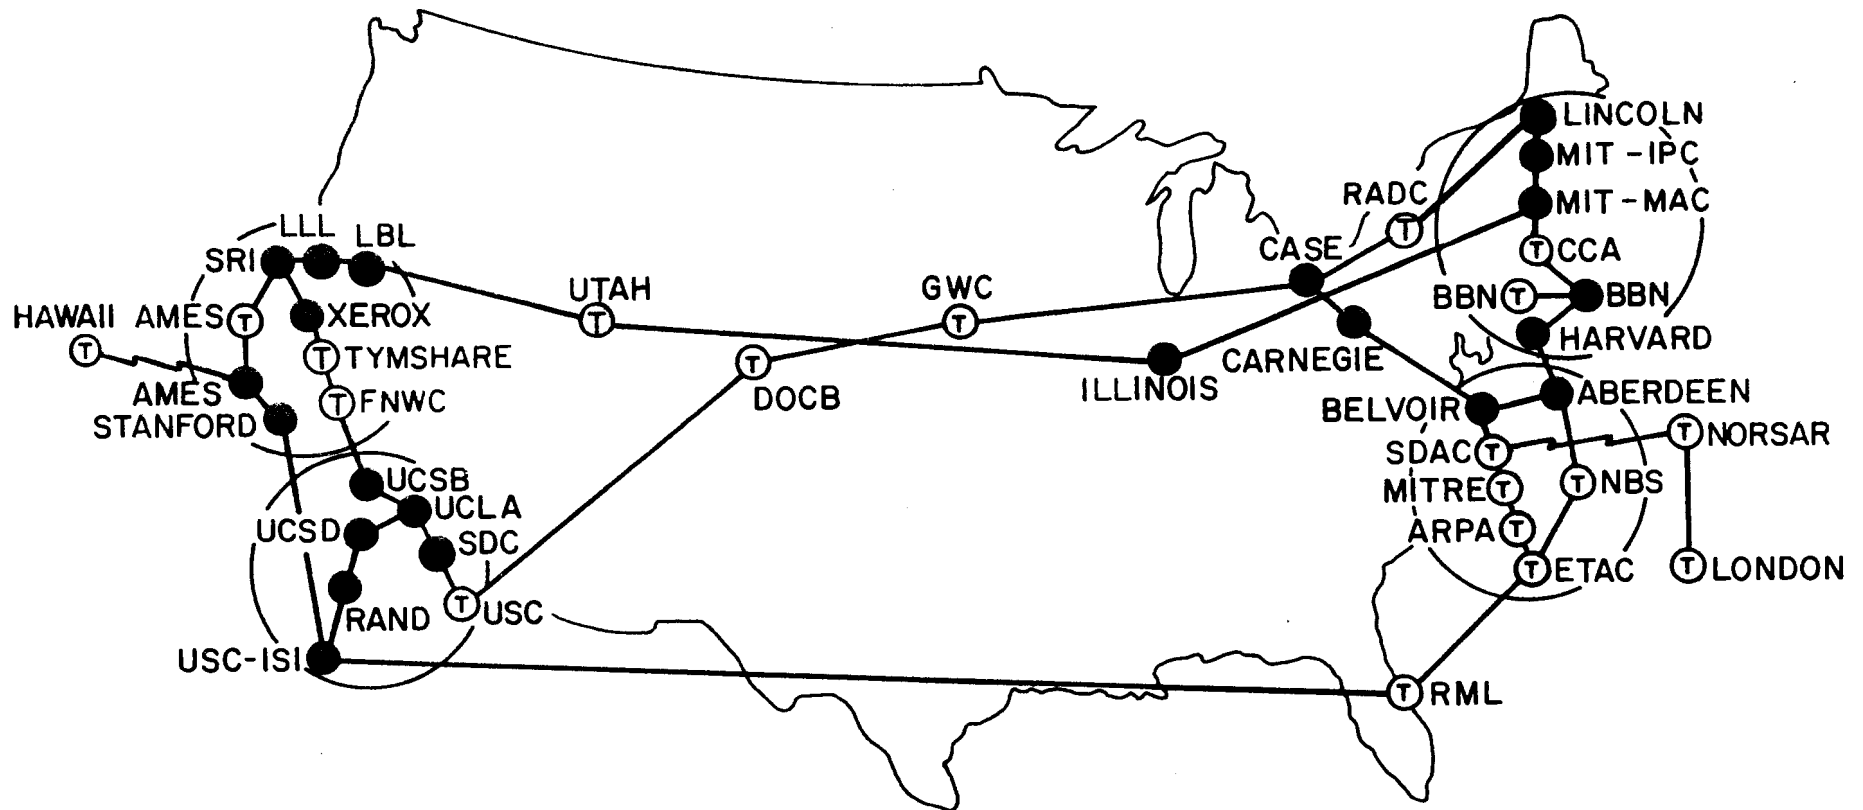 LINCOLN
MIT-IPC
RADC
MIT-MAC
LLL
LBL
CASE
T
SRI
T
CCA
UTAH
GWC
BBN
T
BBN
HAWAII
AMES
T
XEROX
T
T
HARVARD
T
T
TYMSHARE
T
CARNEGIE
AMES
DOCB
ILLINOIS
ABERDEEN
T
FNWC
BELVOIR
STANFORD
T
NORSAR
SDAC
T
UCSB
MITRE
T
T
NBS
UCLA
UCSD
ARPA
T
SDC
T
ETAC
T
LONDON
T
USC
RAND
USC-ISI
T
RML